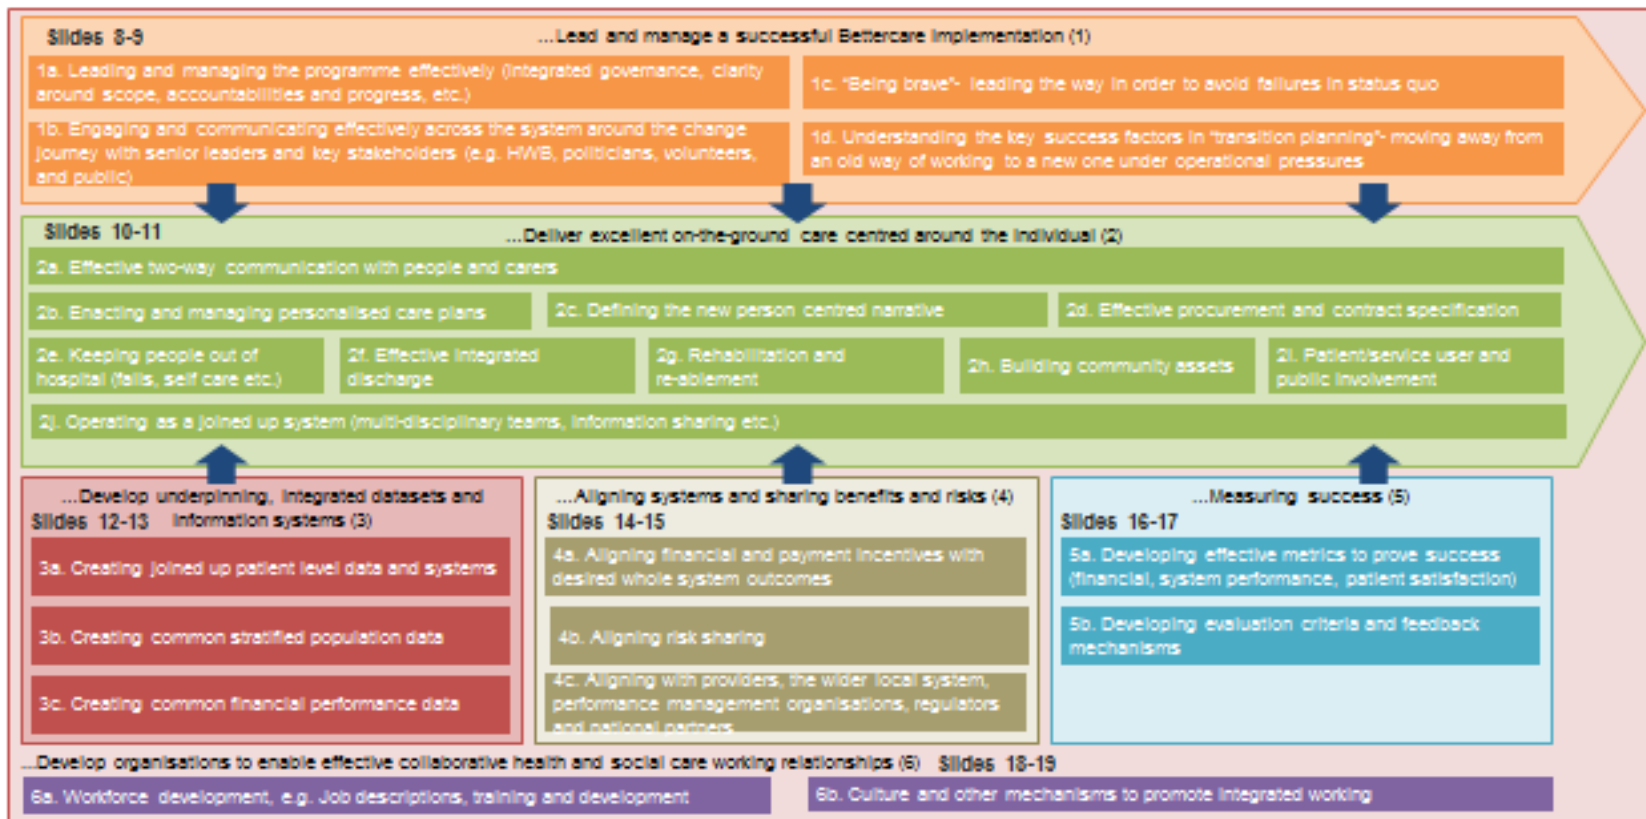 Slides 8-9
...Lead and manage a successful Bettercare Implementation (1)
1a. Leading and managing the programme effectively (integrated governance, clarity
around scope, accountabilities and progress, etc.)
1c. "Being brave"- leading the way in order to avoid failures in status quo
1b. Engaging and communicating effectively across the system around the change
journey with senior leaders and key stakeholders (e.g. HWB, politicians, volunteers,
and public)
1d. Understanding the key success factors in "transition planning"- moving away from
an old way of working to a new one under operational pressures
Slides 10-11
...Deliver excellent on-the-ground care centred around the individual (2)
2a. Effective two-way communication with people and carers
2b. Enacting and managing personalised care plans
2c. Defining the new person centred narrative
2d. Effective procurement and contract specification
2e. Keeping people out of
hospital (falls, self care etc.)
2f. Effective integrated
discharge
2g. Rehabilitation and
re-ablement
2h. Building community assets
2i. Patient/service user and
public involvement
2j. Operating as a joined up system (multi-disciplinary teams, information sharing etc.)
...Develop underpinning, integrated datasets and
Slides 12-13 information systems (3)
3a. Creating joined up patient level data and systems
3b. Creating common stratified population data
3c. Creating common financial performance data
...Aligning systems and sharing benefits and risks (4)
Slides 14-15
4a. Aligning financial and payment incentives with
desired whole system outcomes
4b. Aligning risk sharing
4c. Aligning with providers, the wider local system,
performance management organisations, regulators
and national partners
...Measuring success (5)
Slides 16-17
5a. Developing effective metrics to prove success
(financial, system performance, patient satisfaction)
5b. Developing evaluation criteria and feedback
mechanisms
...Develop organisations to enable effective collaborative health and social care working relationships (6) Slides 18-19
6a. Workforce development, e.g. Job descriptions, training and development
6b. Culture and other mechanisms to promote integrated working